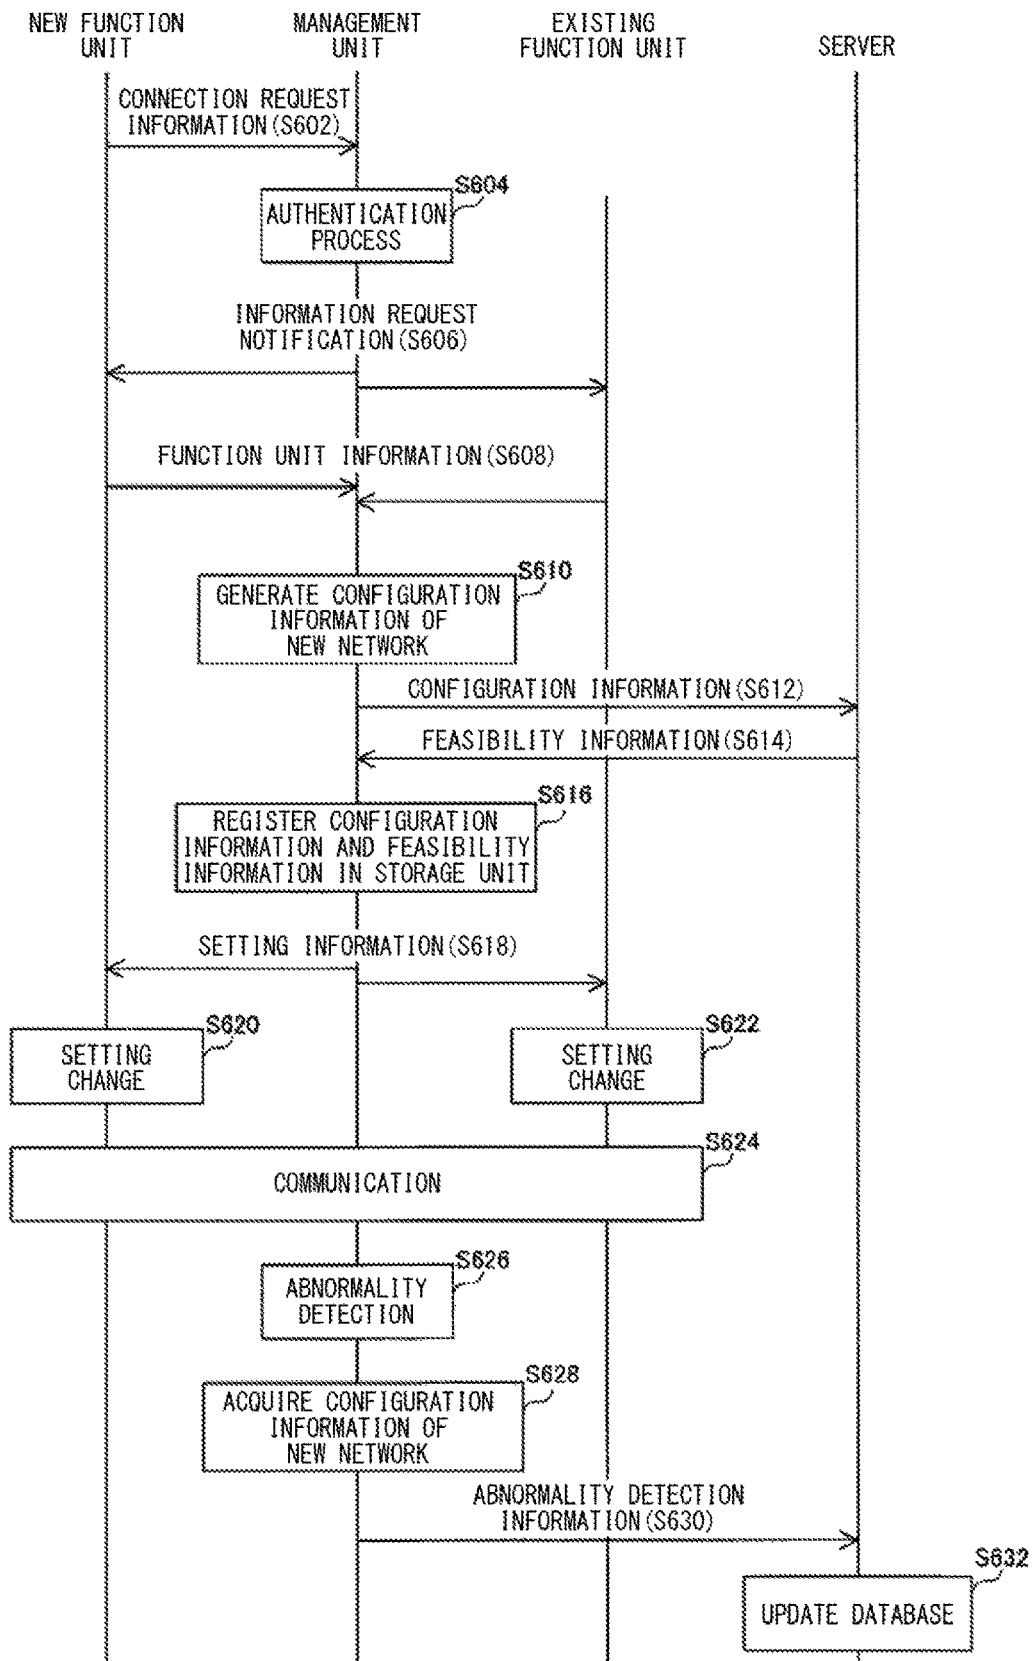 NEW FUNCTION
UNIT
MANAGEMENT
UNIT
EXISTING
FUNCTION UNIT
SERVER
CONNECTION REQUEST
INFORMATION(S602)
S604
AUTHENTICATION
PROCESS
INFORMATION REQUEST
NOTIFICATION(S606)
FUNCTION UNIT INFORMATION(S608)
S610
GENERATE CONFIGURATION
INFORMATION OF
NEW NETWORK
CONFIGURATION INFORMATION(S612)
FEASIBILITY INFORMATION(S614)
S616
REGISTER CONFIGURATION
INFORMATION AND FEASIBILITY
INFORMATION IN STORAGE UNIT
SETTING INFORMATION(S618)
S620
SETTING
CHANGE
S622
SETTING
CHANGE
S624
COMMUNICATION
S626
ABNORMALITY
DETECTION
S628
ACQUIRE CONFIGURATION
INFORMATION OF
NEW NETWORK
ABNORMALITY DETECTION
INFORMATION(S630)
S632
UPDATE DATABASE